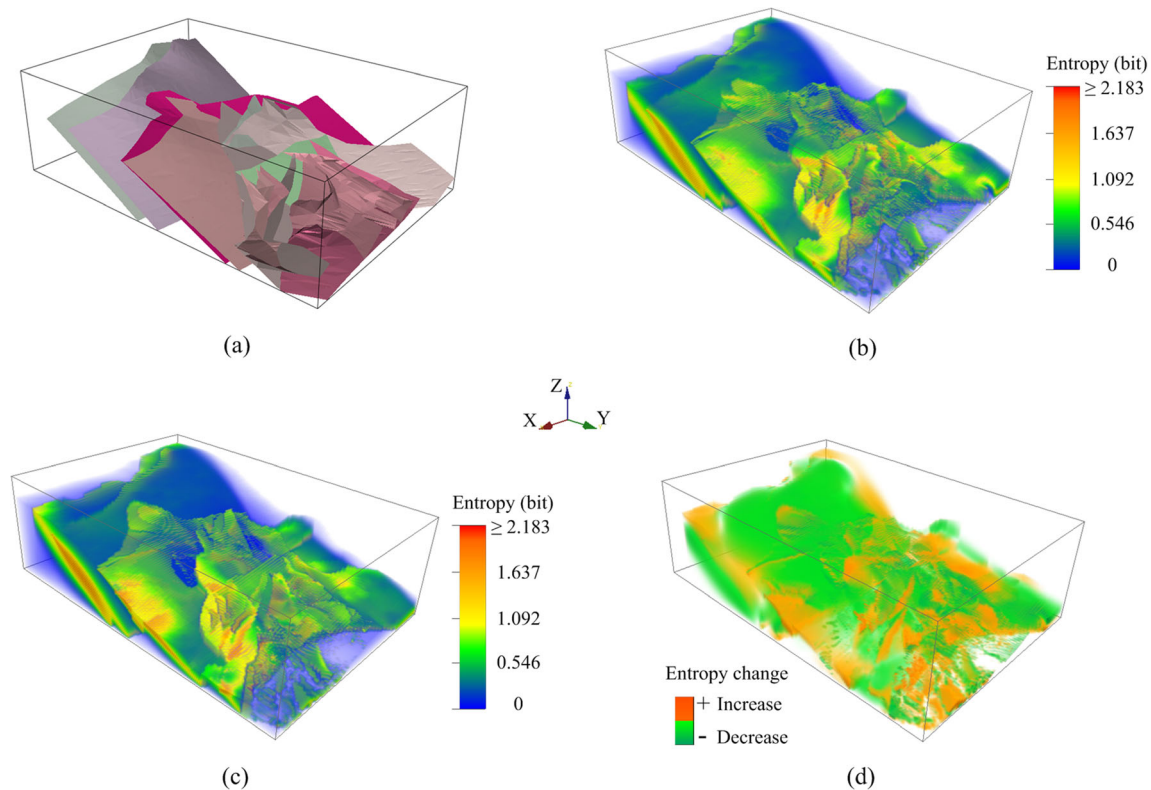 Entropy (bit)
≥ 2.183
1.637
1.092
0.546
0
(a)
(b)
Z
X
Y
Entropy (bit)
≥ 2.183
1.637
1.092
0.546
0
Entropy change
+ Increase
- Decrease
(c)
(d)